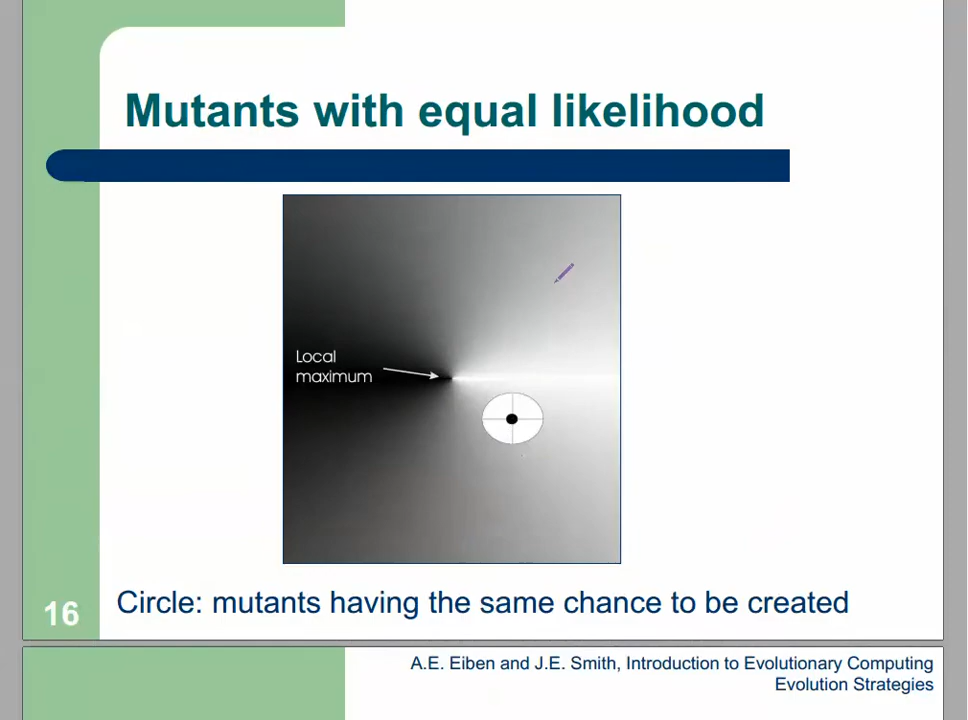 Mutants with equal likelihood
Local
maximum
16
Circle: mutants having the same chance to be created
A.E. Eiben and J.E. Smith, Introduction to Evolutionary Computing
Evolution Strategies